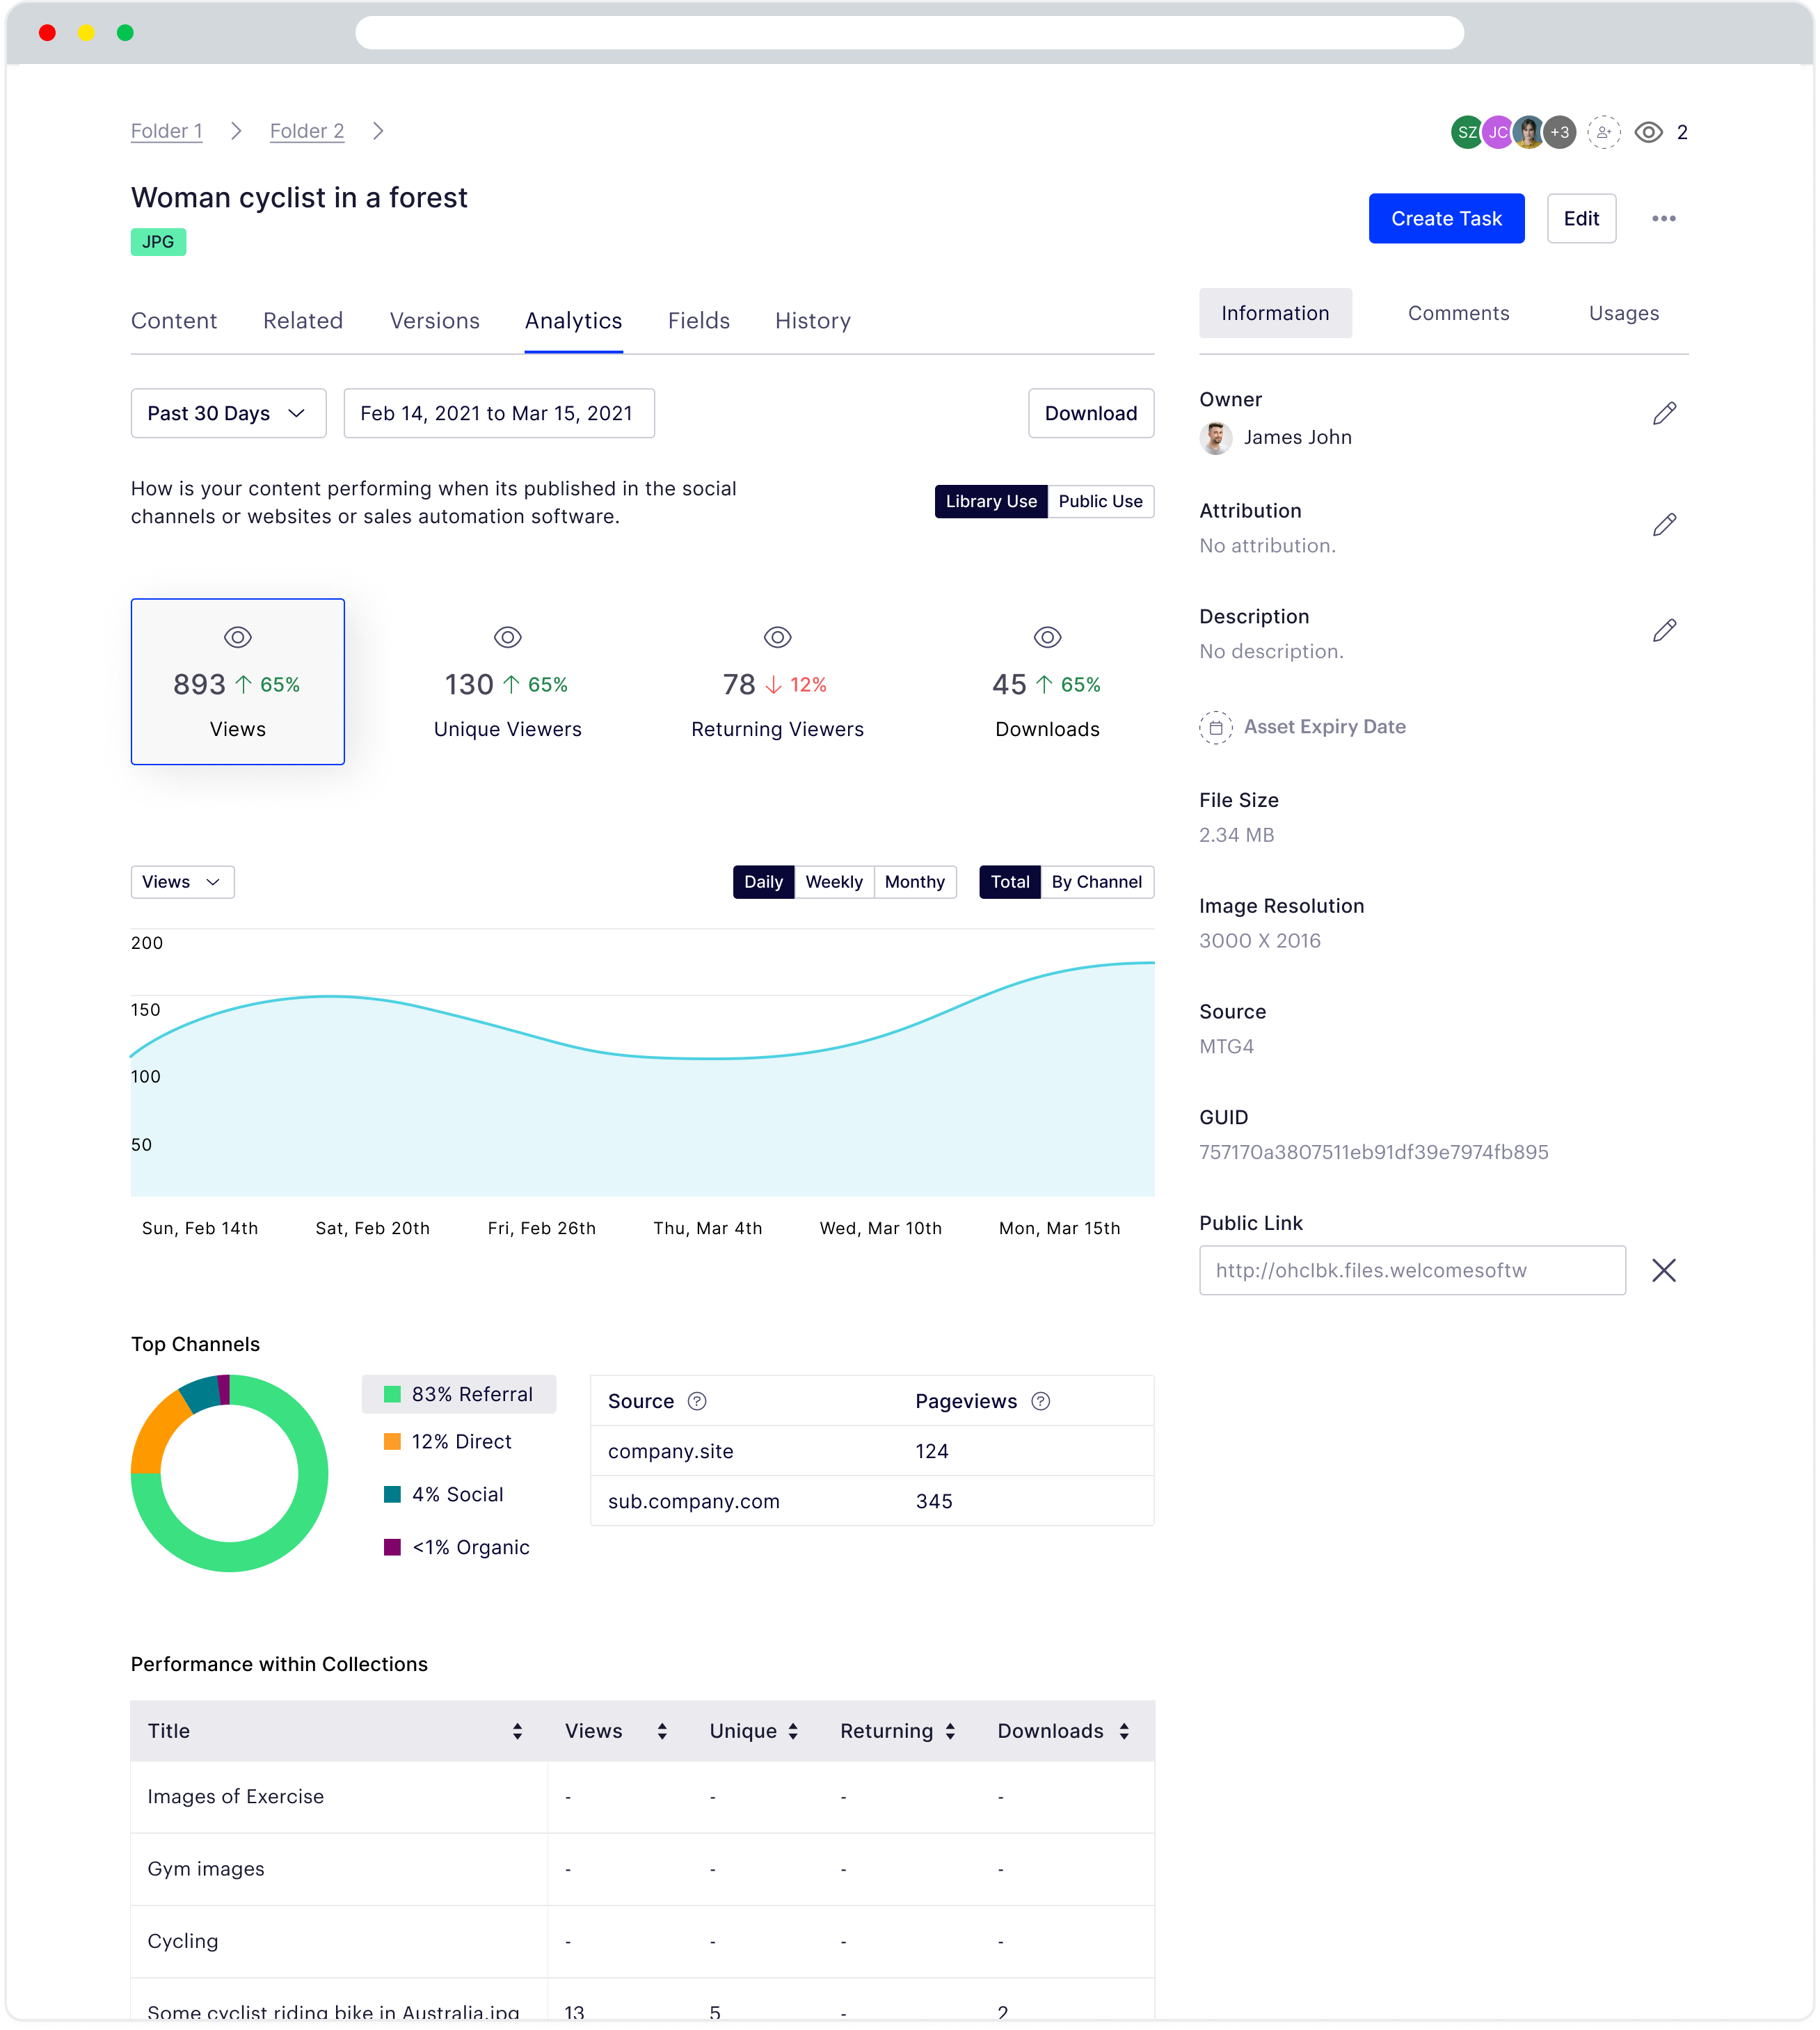 Folder 1 Folder 2
SZ JC +3 2
Woman cyclist in a forest
JPG
Create Task Edit
Content Related Versions Analytics Fields History
Past 30 Days Feb 14, 2021 to Mar 15, 2021 Download
How is your content performing when its published in the social
channels or websites or sales automation software.
Library Use Public Use
893 65% 130 65% 78 12% 45 65%
Views Unique Viewers Returning Viewers Downloads
Views Daily Weekly Monthy Total By Channel
200
150
100
50
Sun, Feb 14th Sat, Feb 20th Fri, Feb 26th Thu, Mar 4th Wed, Mar 10th Mon, Mar 15th
Top Channels
83% Referral
12% Direct
4% Social
<1% Organic
Source ? Pageviews ?
company.site 124
sub.company.com 345
Performance within Collections
Title Views Unique Returning Downloads
Images of Exercise - - - -
Gym images - - - -
Cycling - - - -
Some cyclist riding bike in Australia.jpg 13 5 - 2
Information Comments Usages
Owner
James John
Attribution
No attribution.
Description
No description.
Asset Expiry Date
File Size
2.34 MB
Image Resolution
3000 X 2016
Source
MTG4
GUID
757170a3807511eb91df39e7974fb895
Public Link
http://ohclbk.files.welcomesoftw